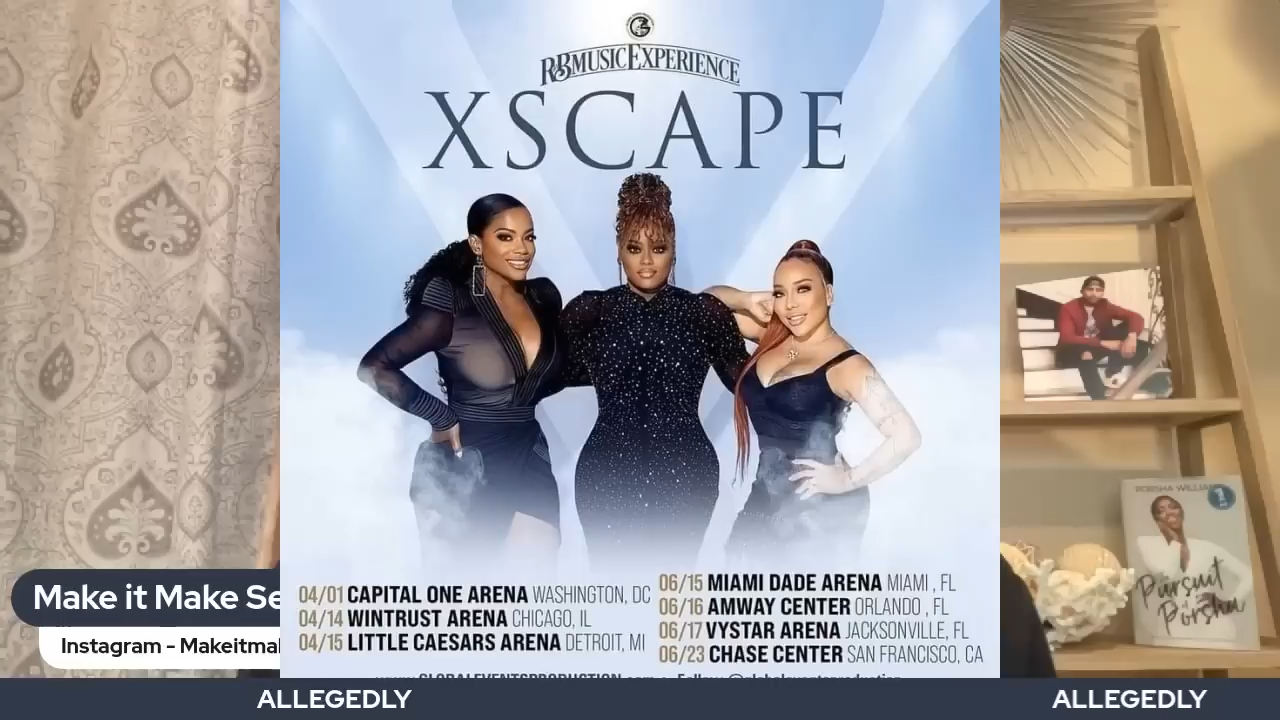 R&B MUSIC EXPERIENCE
XSCAPE
04/01 CAPITAL ONE ARENA WASHINGTON, DC
04/14 WINTRUST ARENA CHICAGO, IL
04/15 LITTLE CAESARS ARENA DETROIT, MI
06/15 MIAMI DADE ARENA MIAMI , FL
06/16 AMWAY CENTER ORLANDO , FL
06/17 VYSTAR ARENA JACKSONVILLE, FL
06/23 CHASE CENTER SAN FRANCISCO, CA
PORSHA WILLIAMS
Pursuit
of
Porsha
Make it Make Se
Instagram - Makeitmal
ALLEGEDLY ALLEGEDLY